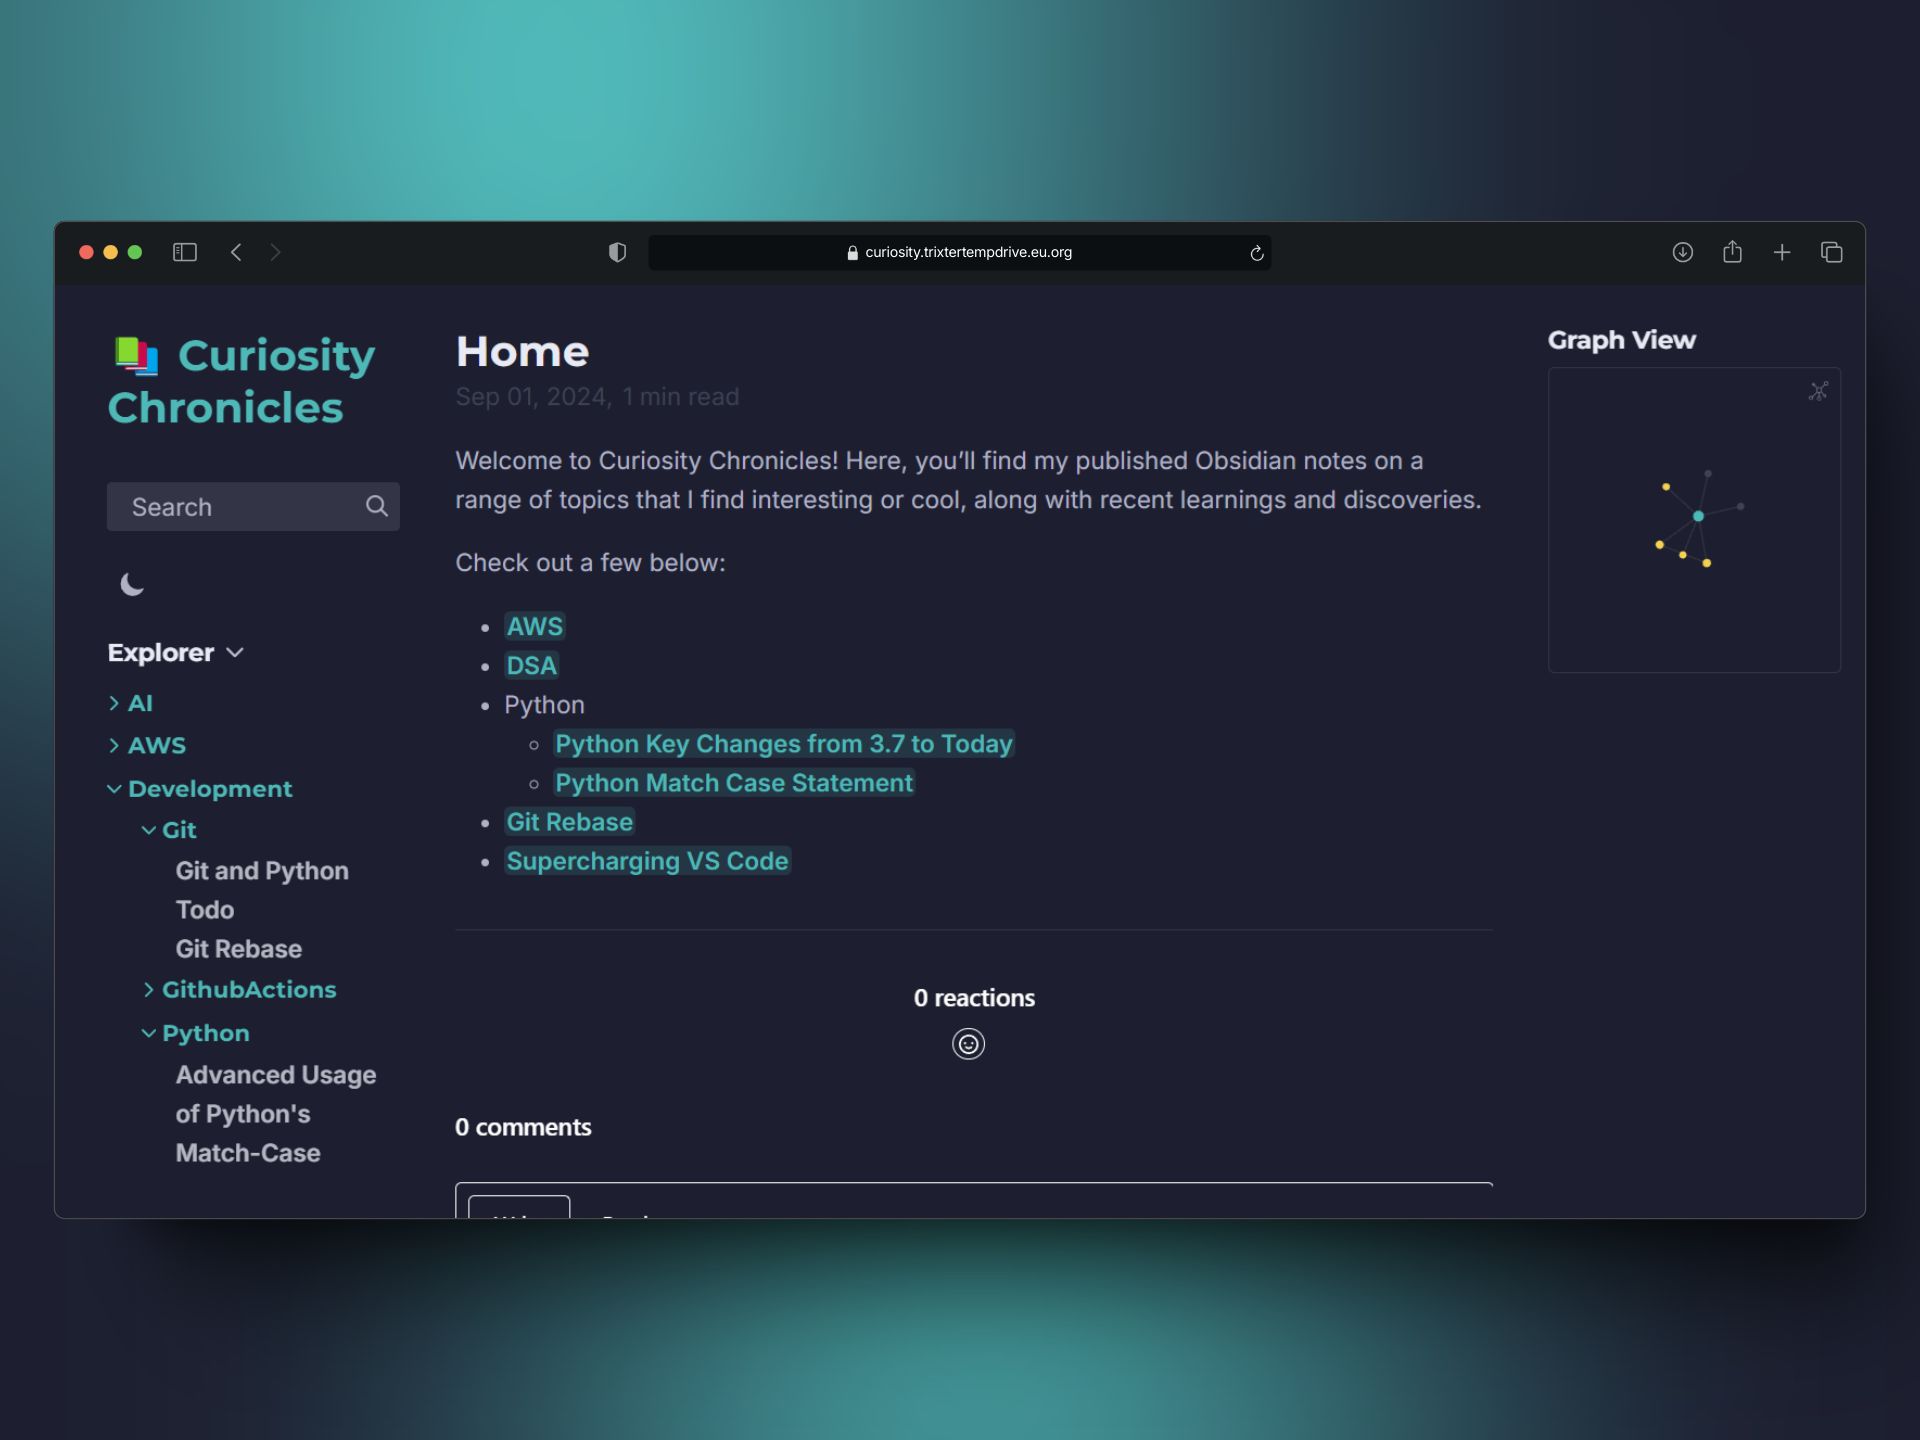 curiosity.trixtertempdrive.eu.org
📚 Curiosity
Chronicles
Search
Explorer
AI
AWS
Development
Git
Git and Python
Todo
Git Rebase
GithubActions
Python
Advanced Usage
of Python's
Match-Case
Home
Sep 01, 2024, 1 min read
Welcome to Curiosity Chronicles! Here, you’ll find my published Obsidian notes on a
range of topics that I find interesting or cool, along with recent learnings and discoveries.
Check out a few below:
AWS
DSA
Python
Python Key Changes from 3.7 to Today
Python Match Case Statement
Git Rebase
Supercharging VS Code
0 reactions
0 comments
Graph View